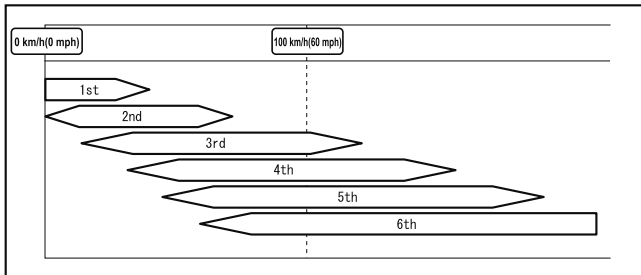 0 km/h(0 mph)
100 km/h(60 mph)
1st
2nd
3rd
4th
5th
6th